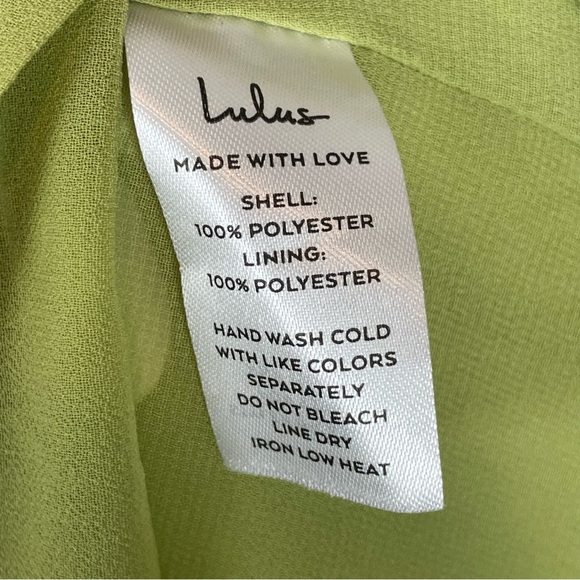 Lulus
MADE WITH LOVE
SHELL:
100% POLYESTER
LINING:
100% POLYESTER
HAND WASH COLD
WITH LIKE COLORS
SEPARATELY
DO NOT BLEACH
LINE DRY
IRON LOW HEAT